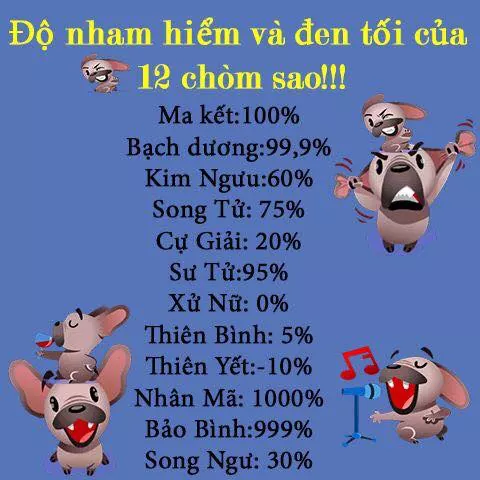 Độ nham hiểm và đen tối của
12 chòm sao!!!
Ma kết:100%
Bạch dương:99,9%
Kim Ngưu:60%
Song Tử: 75%
Cự Giải: 20%
Sư Tử:95%
Xử Nữ: 0%
Thiên Bình: 5%
Thiên Yết:-10%
Nhân Mã: 1000%
Bảo Bình:999%
Song Ngư: 30%